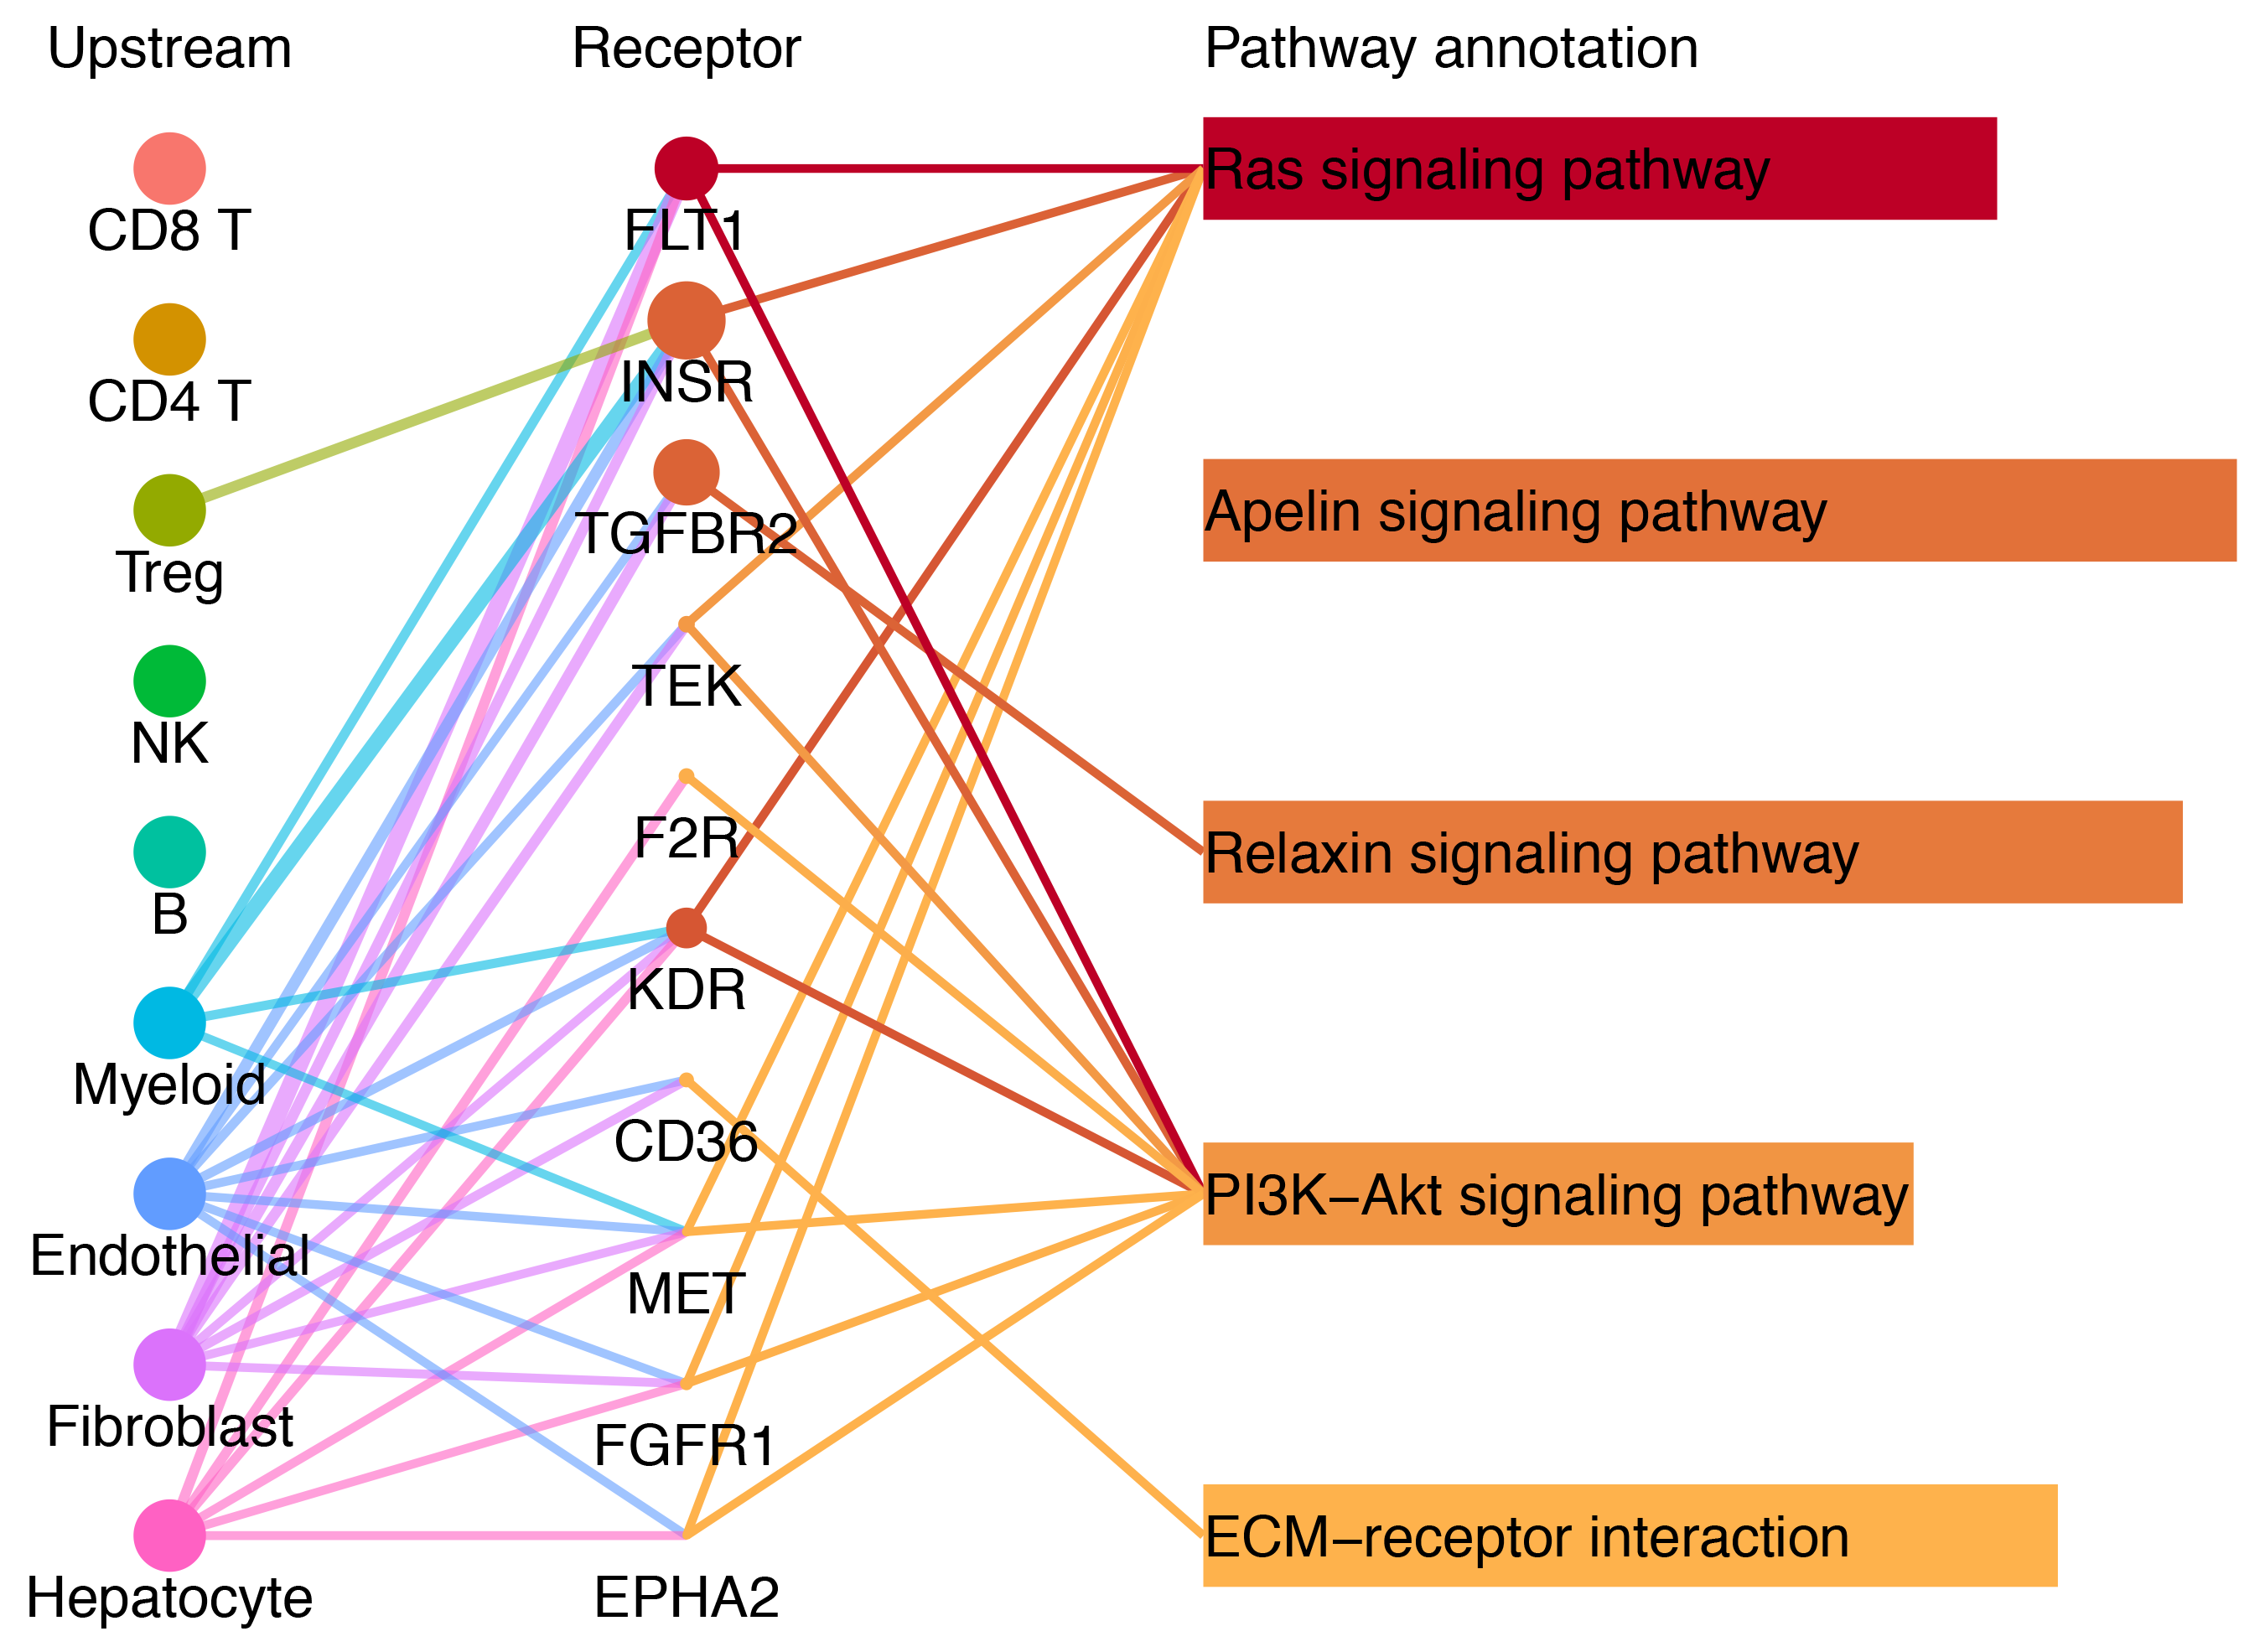 Upstream
Receptor
Pathway annotation
CD8 T
CD4 T
Treg
NK
B
Myeloid
Endothelial
Fibroblast
Hepatocyte
FLT1
INSR
TGFBR2
TEK
F2R
KDR
CD36
MET
FGFR1
EPHA2
Ras signaling pathway
Apelin signaling pathway
Relaxin signaling pathway
PI3K−Akt signaling pathway
ECM−receptor interaction